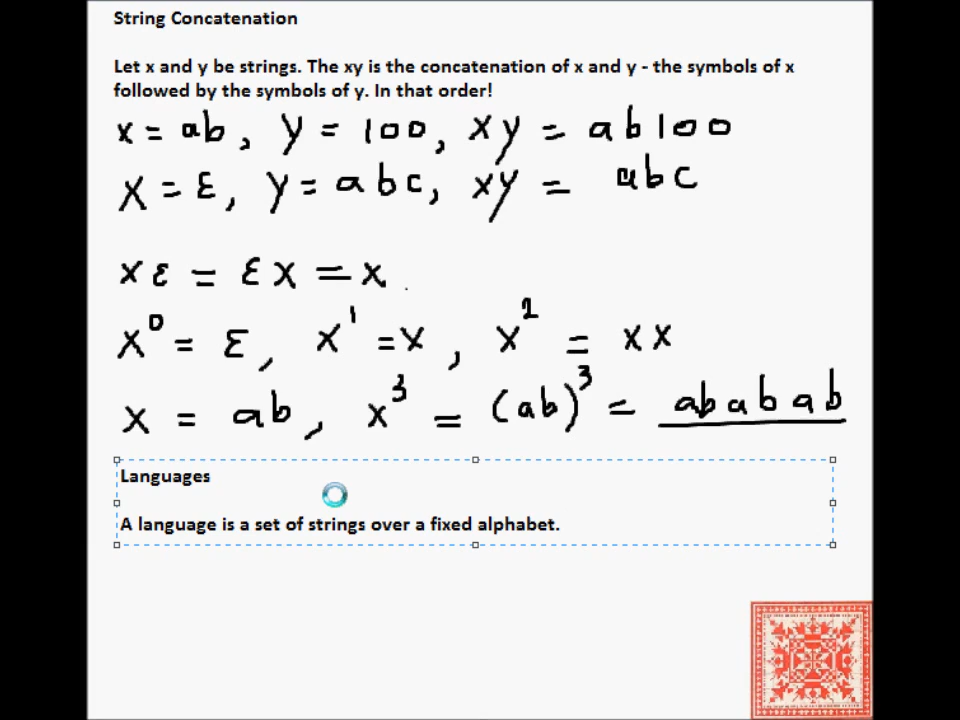 String Concatenation
Let x and y be strings. The xy is the concatenation of x and y - the symbols of x
followed by the symbols of y. In that order!
x = ab, y = 100, xy = ab100
x = ε, y = abc, xy = abc
xε = εx = x
x⁰ = ε, x¹ = x, x² = xx
x = ab, x³ = (ab)³ = ababab
Languages
A language is a set of strings over a fixed alphabet.